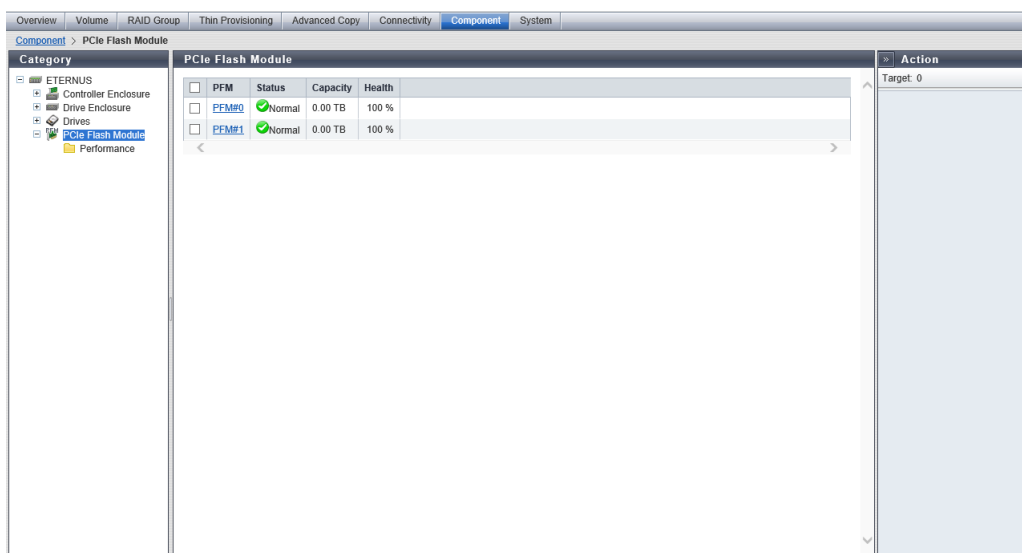 Overview Volume RAID Group Thin Provisioning Advanced Copy Connectivity Component System
Component > PCIe Flash Module
Category
ETERNUS
Controller Enclosure
Drive Enclosure
Drives
PCIe Flash Module
Performance
PCIe Flash Module
PFM Status Capacity Health
PFM#0 Normal 0.00 TB 100 %
PFM#1 Normal 0.00 TB 100 %
» Action
Target: 0